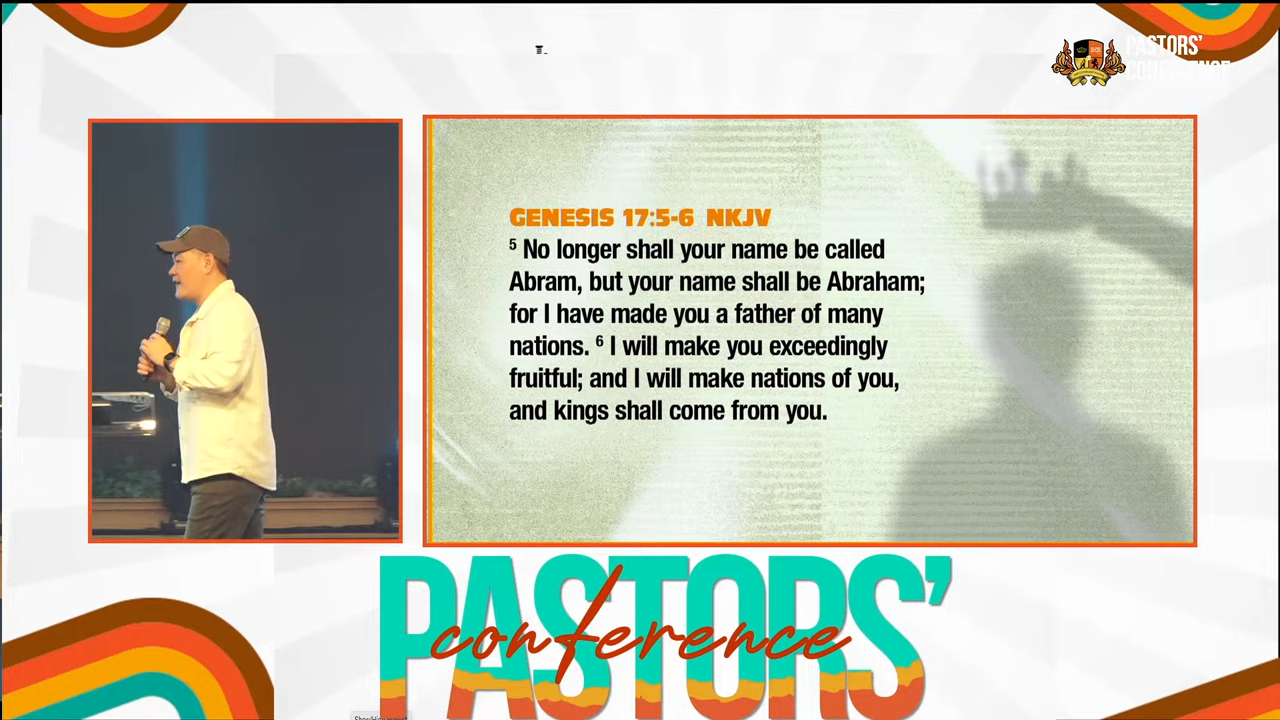 PASTORS'
CONFERENCE
GENESIS 17:5-6 NKJV
5 No longer shall your name be called
Abram, but your name shall be Abraham;
for I have made you a father of many
nations. 6 I will make you exceedingly
fruitful; and I will make nations of you,
and kings shall come from you.
PASTORS'
conference